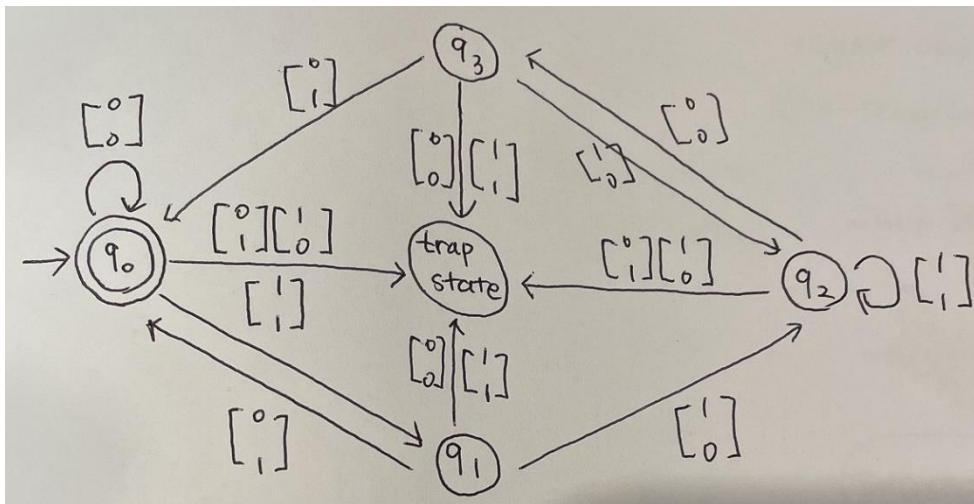 q3
[0 1]
[0 0]
[0 0]
[0 0] [1 1]
[1 0]
[0 1] [1 0]
q0
trap
state
[0 1] [1 0]
q2
[1 1]
[1 1]
[0 0] [1 1]
[0 1]
q1
[1 0]